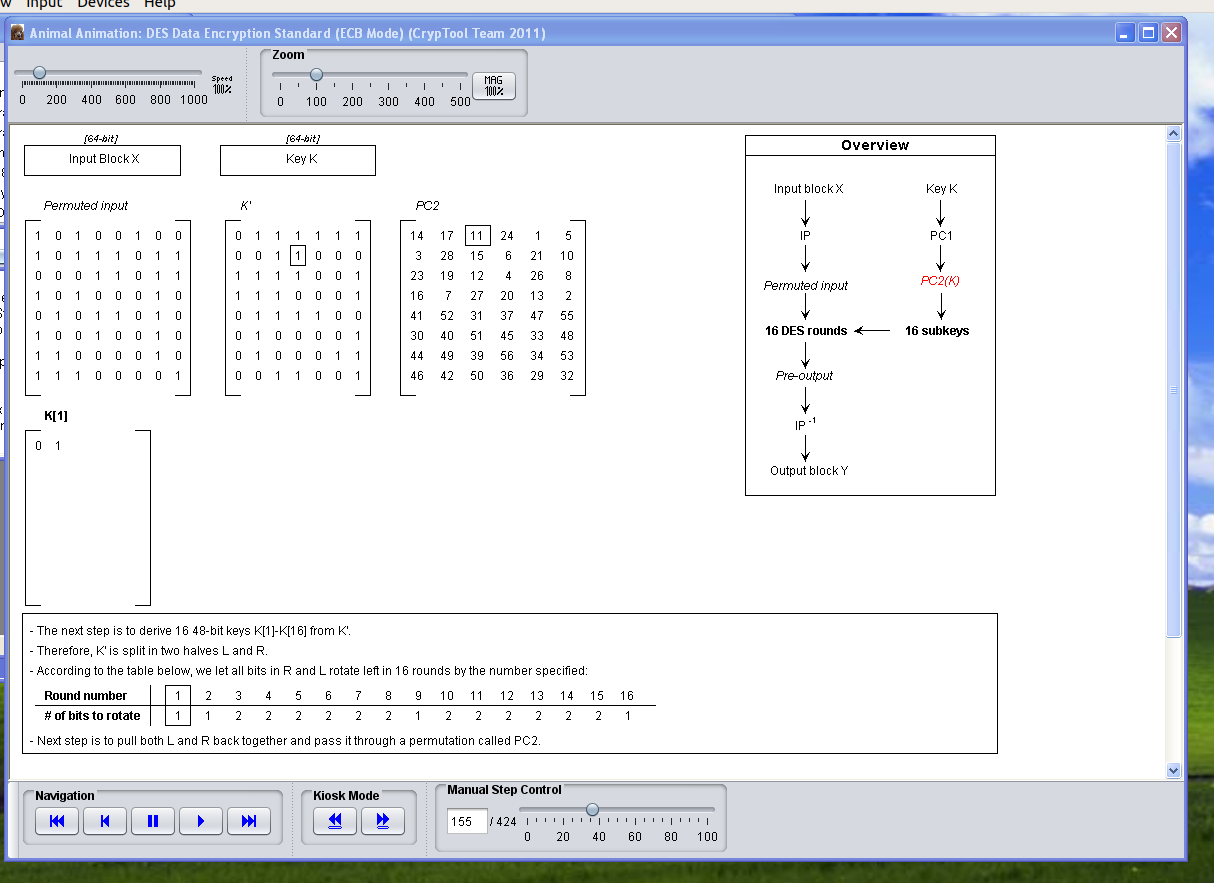 Input Devices Help
Animal Animation: DES Data Encryption Standard (ECB Mode) (CrypTool Team 2011)
0 200 400 600 800 1000
Speed
100%
Zoom
0 100 200 300 400 500
MAG
100%
[64-bit] [64-bit]
Input Block X Key K
Permuted input K' PC2
1 0 1 0 0 1 0 0 0 1 1 1 1 1 1 14 17 11 24 1 5
1 0 0 1 1 0 1 1 0 0 1 1 0 0 0 3 28 15 6 21 10
0 0 0 1 1 0 1 1 1 1 1 1 0 1 0 23 19 12 4 26 8
1 0 1 0 0 0 1 0 1 1 1 0 0 0 1 16 7 27 20 13 2
0 1 0 1 1 0 1 1 1 0 1 0 1 1 0 41 52 31 37 47 55
1 0 0 1 0 0 1 0 0 1 0 0 0 0 1 30 40 51 45 33 48
1 1 0 0 0 0 1 0 0 1 0 0 0 1 1 44 49 39 56 34 53
1 1 1 0 0 0 0 1 0 0 1 1 0 0 1 46 42 50 36 29 32
K[1]
0 1
Overview
Input block X Key K
IP PC1
Permuted input PC2(K)
16 DES rounds 16 subkeys
Pre-output
IP -1
Output block Y
- The next step is to derive 16 48-bit keys K[1]-K[16] from K'.
- Therefore, K' is split in two halves L and R.
- According to the table below, we let all bits in R and L rotate left in 16 rounds by the number specified:
Round number 1 2 3 4 5 6 7 8 9 10 11 12 13 14 15 16
# of bits to rotate 1 1 2 2 2 2 2 2 1 2 2 2 2 2 2 1
- Next step is to pull both L and R back together and pass it through a permutation called PC2.
Navigation
Kiosk Mode
Manual Step Control
155 / 424
0 20 40 60 80 100